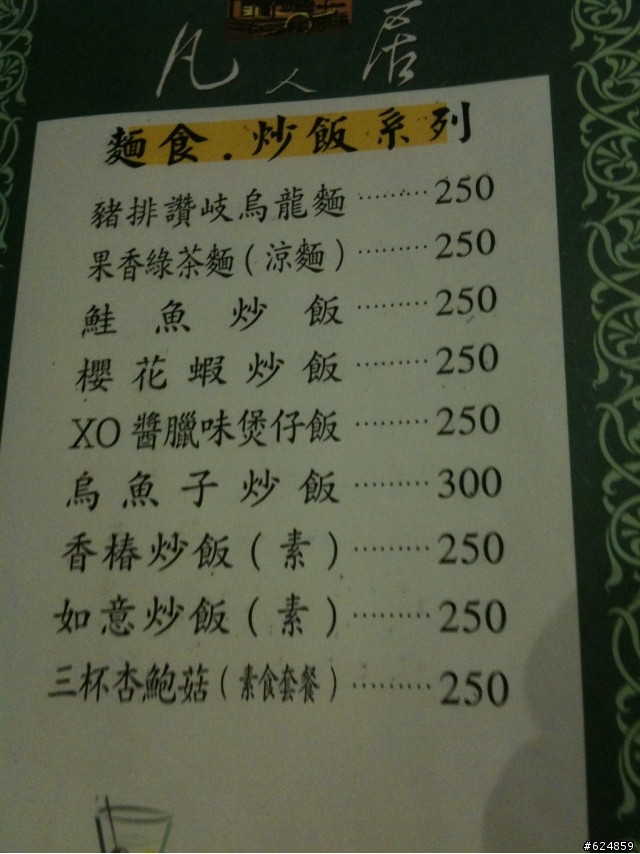 凡人居
麵食.炒飯系列
豬排讚岐烏龍麵………250
果香綠茶麵(涼麵)………250
鮭魚炒飯………250
櫻花蝦炒飯………250
XO醬臘味煲仔飯………250
烏魚子炒飯………300
香椿炒飯(素)………250
如意炒飯(素)………250
三杯杏鮑菇(素食套餐)………250
#624859